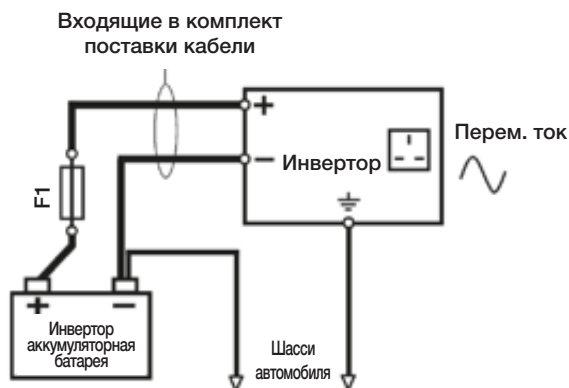 Входящие в комплект
поставки кабели
+
Перем. ток
− Инвертор
F1
+ −
Инвертор
аккумуляторная
батарея
Шасси
автомобиля